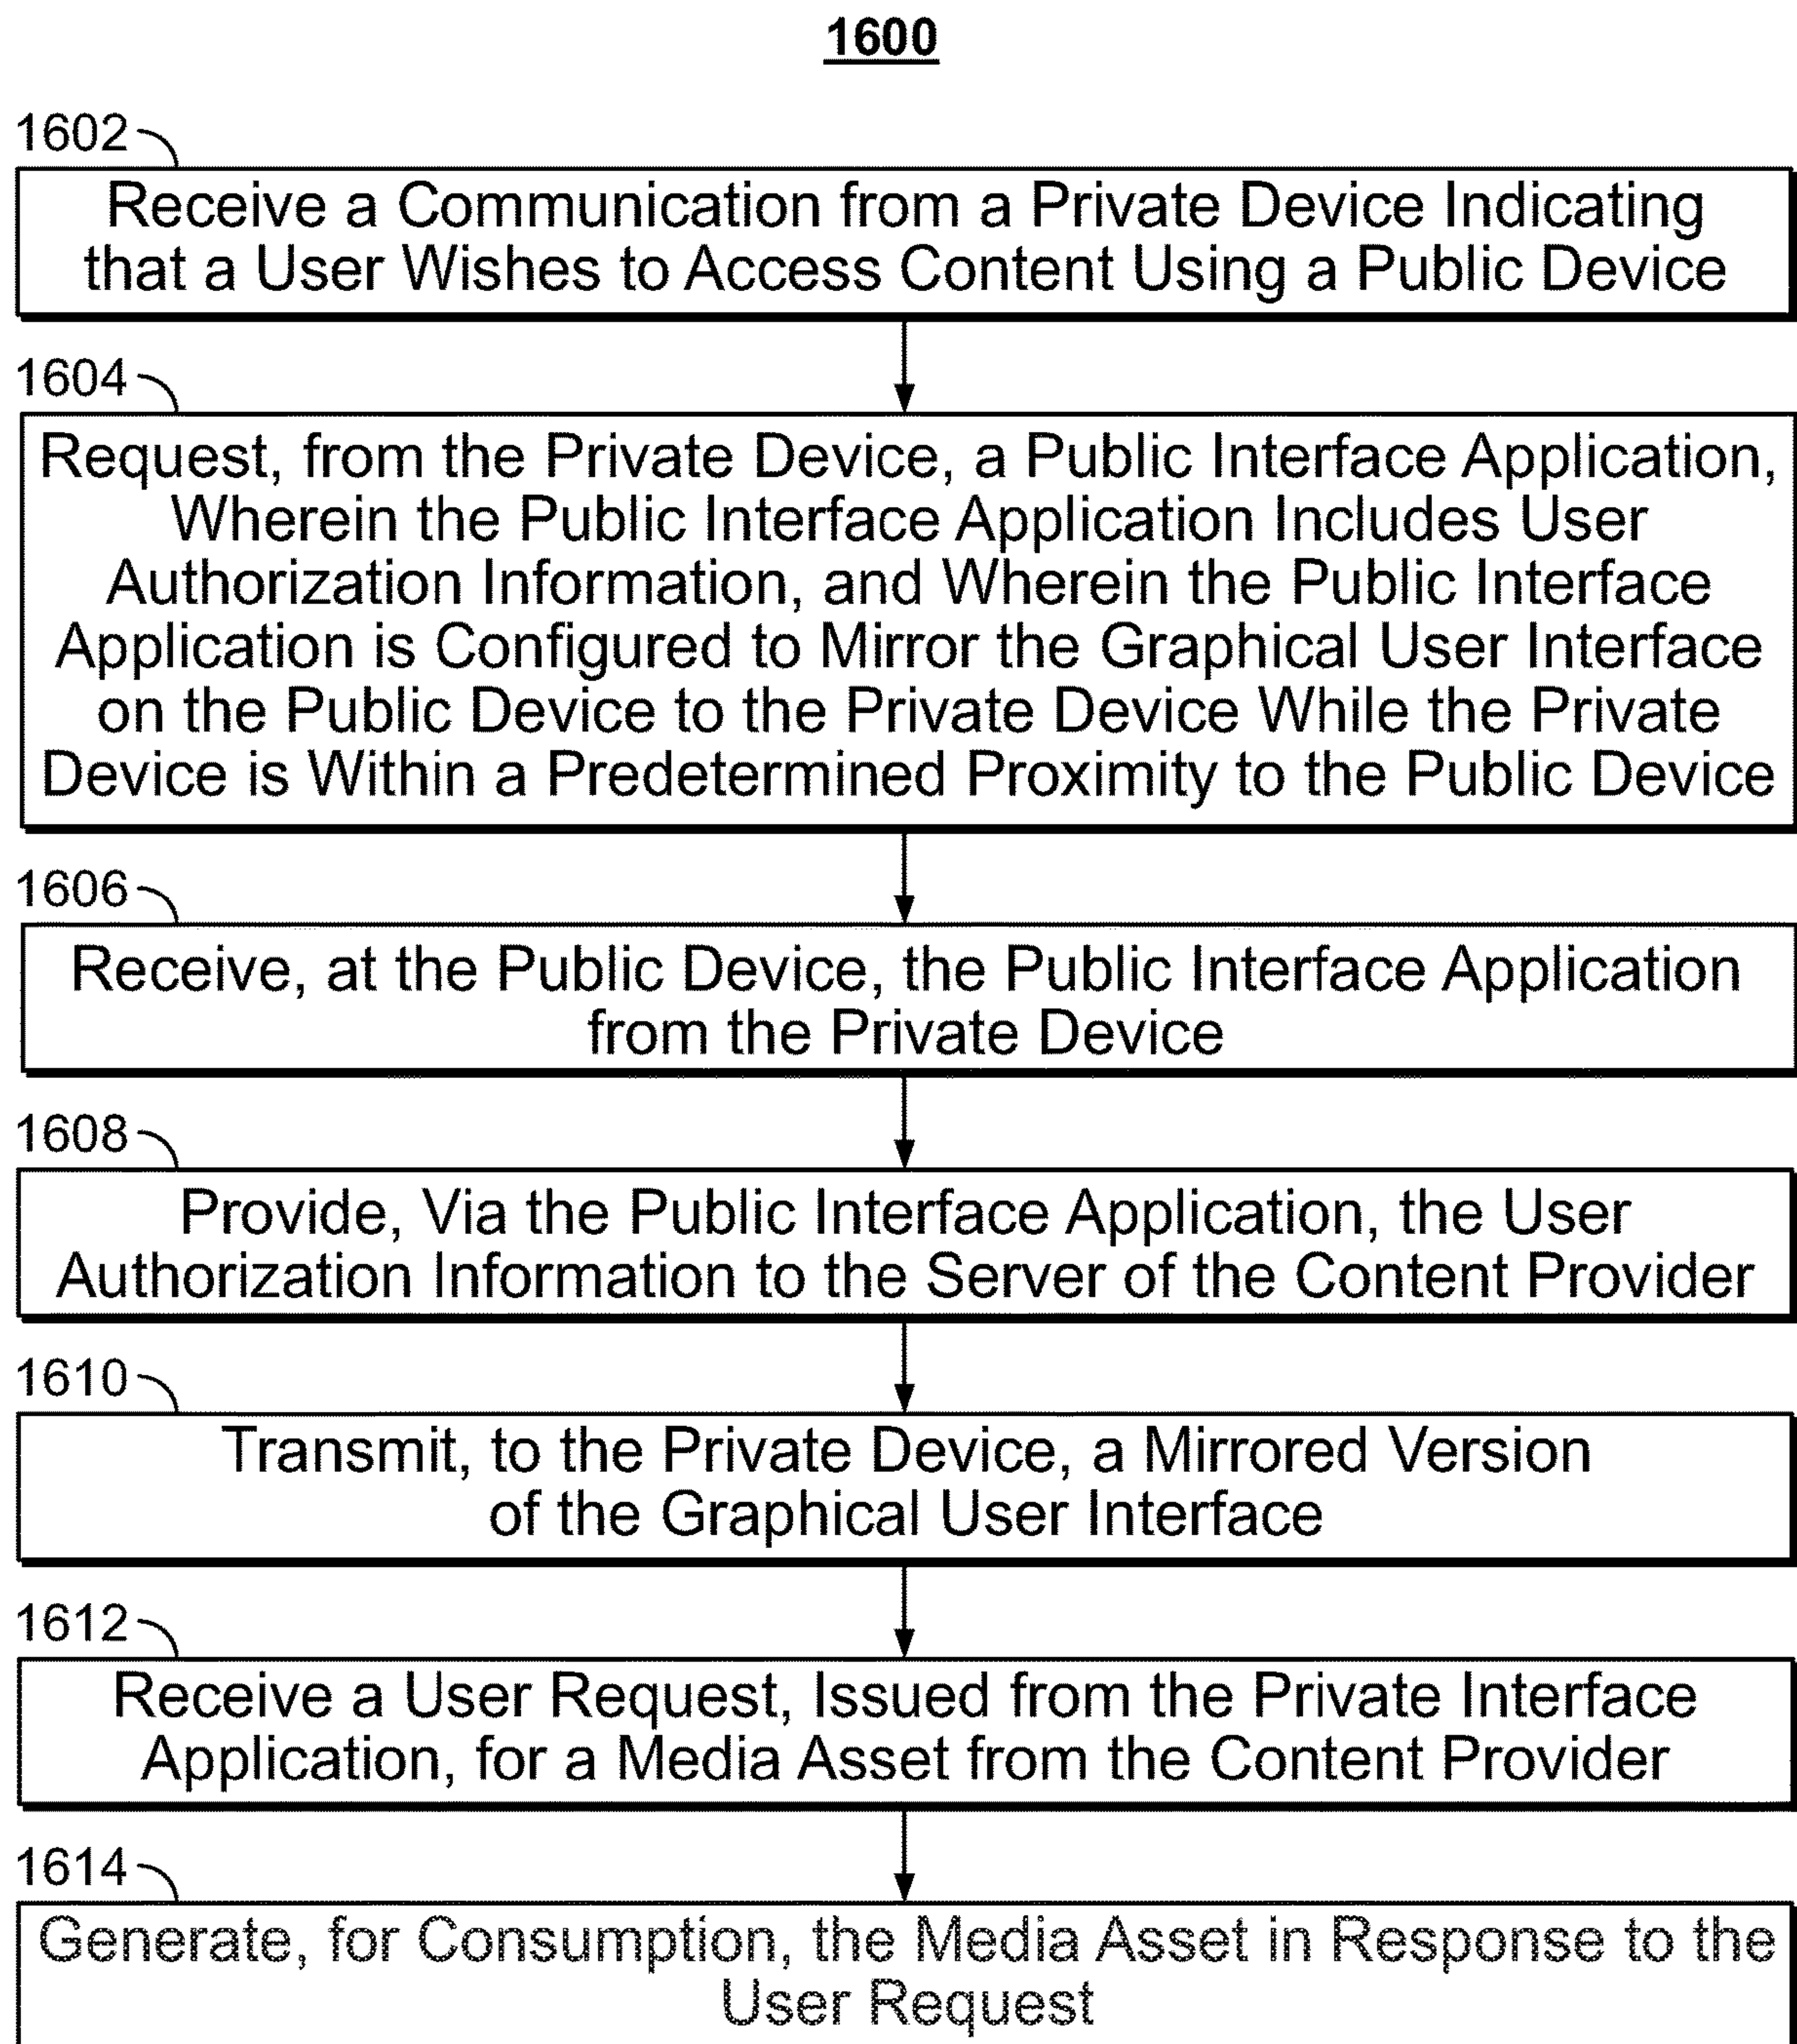 1600
1602
Receive a Communication from a Private Device Indicating
that a User Wishes to Access Content Using a Public Device
1604
Request, from the Private Device, a Public Interface Application,
Wherein the Public Interface Application Includes User
Authorization Information, and Wherein the Public Interface
Application is Configured to Mirror the Graphical User Interface
on the Public Device to the Private Device While the Private
Device is Within a Predetermined Proximity to the Public Device
1606
Receive, at the Public Device, the Public Interface Application
from the Private Device
1608
Provide, Via the Public Interface Application, the User
Authorization Information to the Server of the Content Provider
1610
Transmit, to the Private Device, a Mirrored Version
of the Graphical User Interface
1612
Receive a User Request, Issued from the Private Interface
Application, for a Media Asset from the Content Provider
1614
Generate, for Consumption, the Media Asset in Response to the
User Request